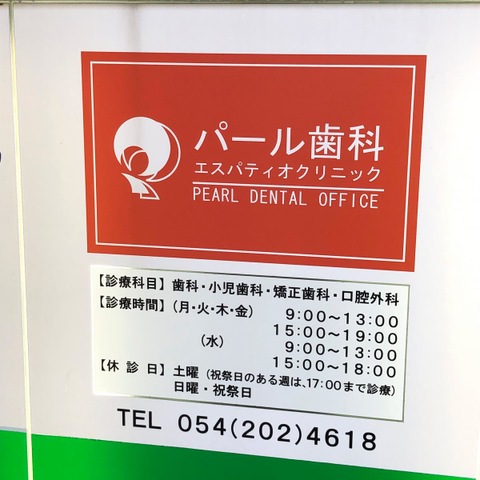 パール歯科
エスパティオクリニック
PEARL DENTAL OFFICE
【診療科目】歯科・小児歯科・矯正歯科・口腔外科
【診療時間】(月・火・木・金) 9:00〜13:00
15:00〜19:00
(水) 9:00〜13:00
15:00〜18:00
【休 診 日】土曜(祝祭日のある週は、17:00まで診療)
日曜・祝祭日
TEL 054(202)4618